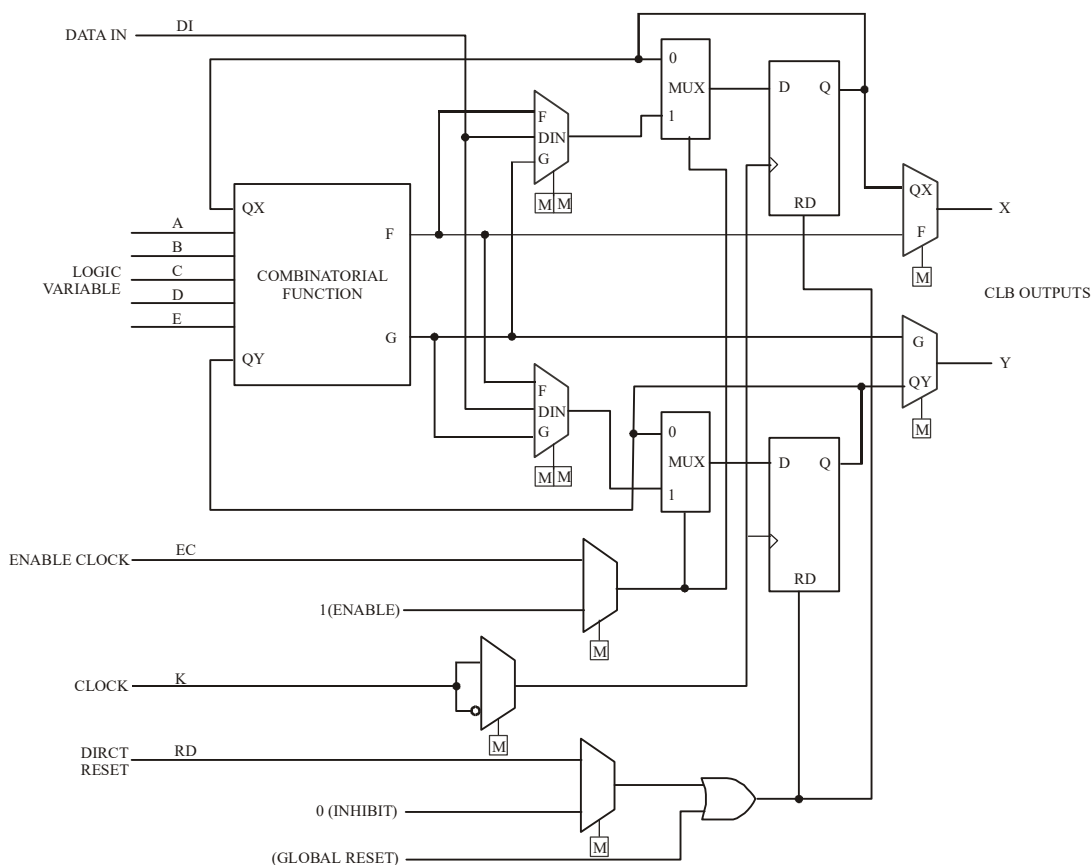 DATA IN
DI
0
MUX
1
D
Q
RD
F
DIN
G
M
M
QX
F
M
X
QX
A
B
C
D
E
LOGIC
VARIABLE
COMBINATORIAL
FUNCTION
F
G
QY
CLB OUTPUTS
G
QY
M
Y
F
DIN
G
M
M
0
MUX
1
D
Q
RD
ENABLE CLOCK
EC
1(ENABLE)
M
CLOCK
K
M
DIRCT
RESET
RD
0 (INHIBIT)
M
(GLOBAL RESET)